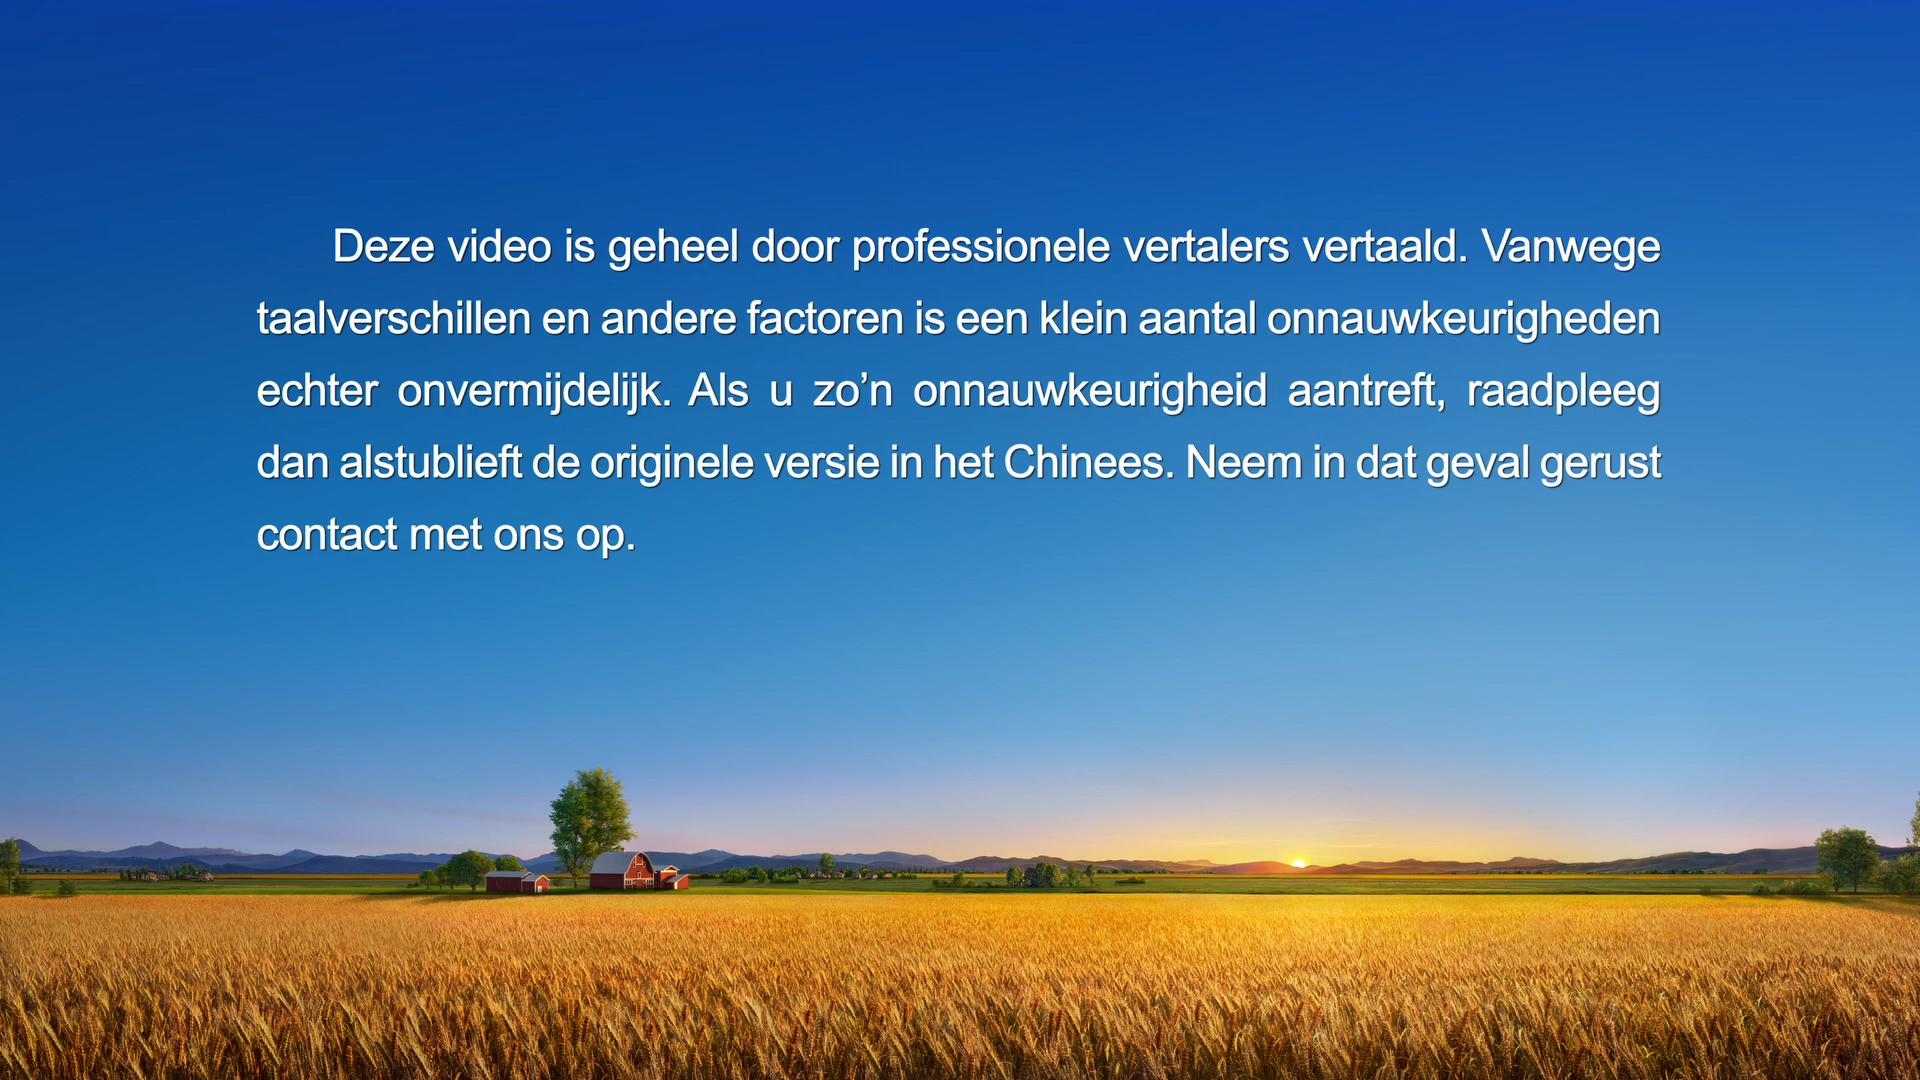 Deze video is geheel door professionele vertalers vertaald. Vanwege
taalverschillen en andere factoren is een klein aantal onnauwkeurigheden
echter onvermijdelijk. Als u zo’n onnauwkeurigheid aantreft, raadpleeg
dan alstublieft de originele versie in het Chinees. Neem in dat geval gerust
contact met ons op.